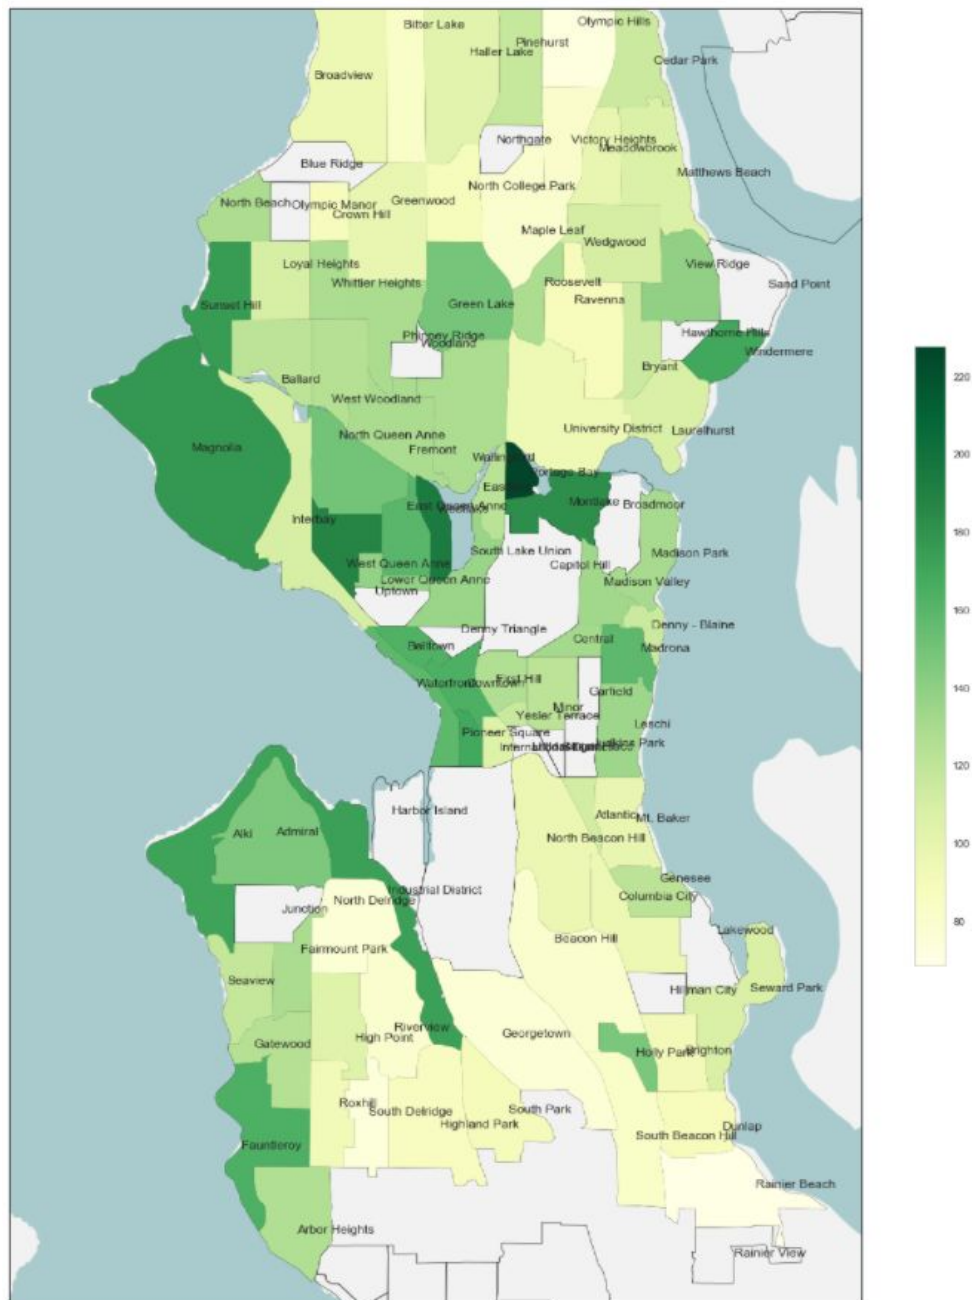 Bitter Lake
Olympic Hills
Pinehurst
Haller Lake
Cedar Park
Broadview
Northgate
Victory Heights
Meadowbrook
Blue Ridge
Matthews Beach
North College Park
North Beach
Olympic Manor
Greenwood
Crown Hill
Maple Leaf
Wedgwood
Loyal Heights
View Ridge
Whittier Heights
Roosevelt
Sand Point
Ravenna
Sunset Hill
Green Lake
Phinney Ridge
Woodland
Hawthorne Hills
Windermere
Bryant
Ballard
West Woodland
University District
Laurelhurst
North Queen Anne
Fremont
Magnolia
Portage Bay
Montlake
Broadmoor
East Queen Anne
Interbay
South Lake Union
Madison Park
West Queen Anne
Capitol Hill
Lower Queen Anne
Madison Valley
Uptown
Denny Triangle
Denny - Blaine
Central
Belltown
Madrona
Waterfront
Downtown
First Hill
Garfield
Minor
Yesler Terrace
Leschi
Pioneer Square
Park
Harbor Island
Atlantic
Mt. Baker
Alki
Admiral
North Beacon Hill
Genesee
Industrial District
Columbia City
North Delridge
Junction
Lakewood
Fairmount Park
Beacon Hill
Seaview
Hillman City
Seward Park
Riverview
High Point
Georgetown
Gatewood
Holly Park
Brighton
Roxhill
South Delridge
South Park
Highland Park
Dunlap
South Beacon Hill
Fauntleroy
Rainier Beach
Arbor Heights
Rainier View
220
200
180
160
140
120
100
80